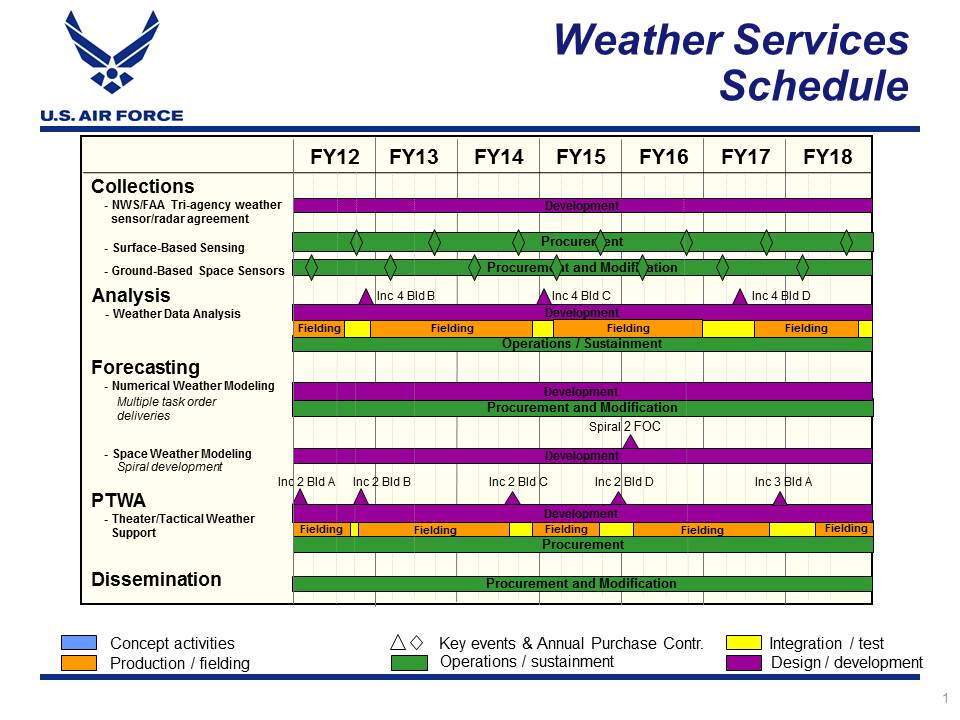 Weather Services
Schedule
U.S. AIR FORCE
FY12 FY13 FY14 FY15 FY16 FY17 FY18
Collections
- NWS/FAA Tri-agency weather
sensor/radar agreement
Development
- Surface-Based Sensing
Procurement
- Ground-Based Space Sensors
Procurement and Modification
Analysis
Inc 4 Bld B Inc 4 Bld C Inc 4 Bld D
- Weather Data Analysis
Development
Fielding Fielding Fielding Fielding
Operations / Sustainment
Forecasting
- Numerical Weather Modeling
Development
Multiple task order
deliveries
Procurement and Modification
Spiral 2 FOC
- Space Weather Modeling
Development
Spiral development
Inc 2 Bld A Inc 2 Bld B Inc 2 Bld C Inc 2 Bld D Inc 3 Bld A
PTWA
- Theater/Tactical Weather
Support
Development
Fielding Fielding Fielding Fielding Fielding
Procurement
Dissemination
Procurement and Modification
Concept activities
Production / fielding
Key events & Annual Purchase Contr.
Operations / sustainment
Integration / test
Design / development
1